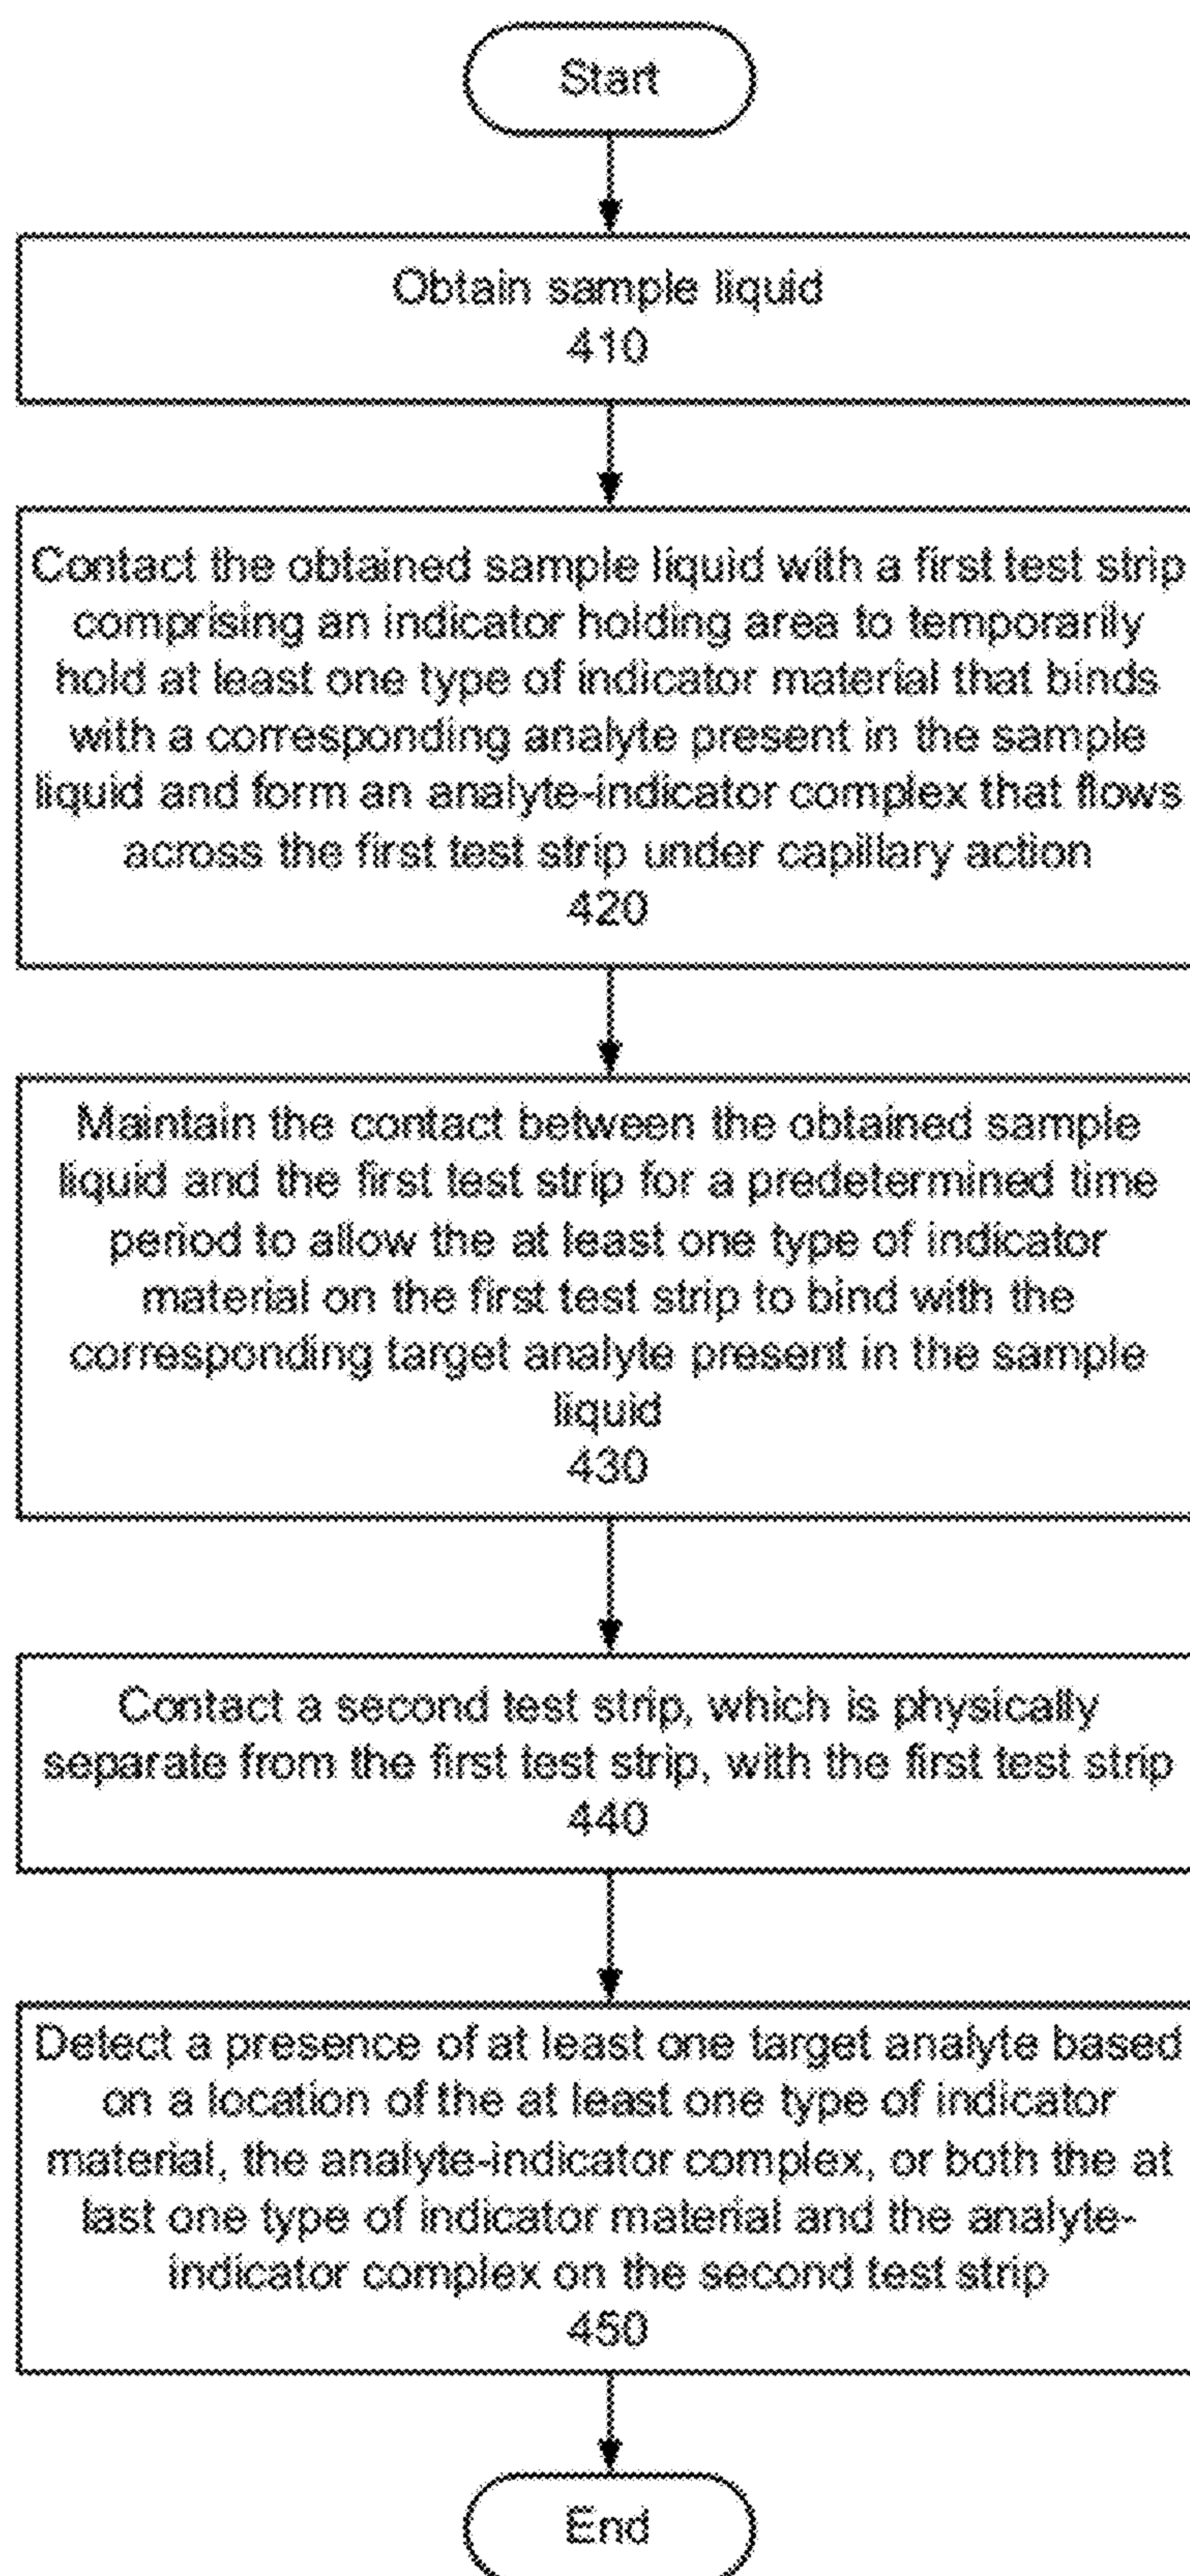 Start
Obtain sample liquid
410
Contact the obtained sample liquid with a first test strip
comprising an indicator holding area to temporarily
hold at least one type of indicator material that binds
with a corresponding analyte present in the sample
liquid and form an analyte-indicator complex that flows
across the first test strip under capillary action
420
Maintain the contact between the obtained sample
liquid and the first test strip for a predetermined time
period to allow the at least one type of indicator
material on the first test strip to bind with the
corresponding target analyte present in the sample
liquid
430
Contact a second test strip, which is physically
separate from the first test strip, with the first test strip
440
Detect a presence of at least one target analyte based
on a location of the at least one type of indicator
material, the analyte-indicator complex, or both the at
last one type of indicator material and the analyte-
indicator complex on the second test strip
450
End